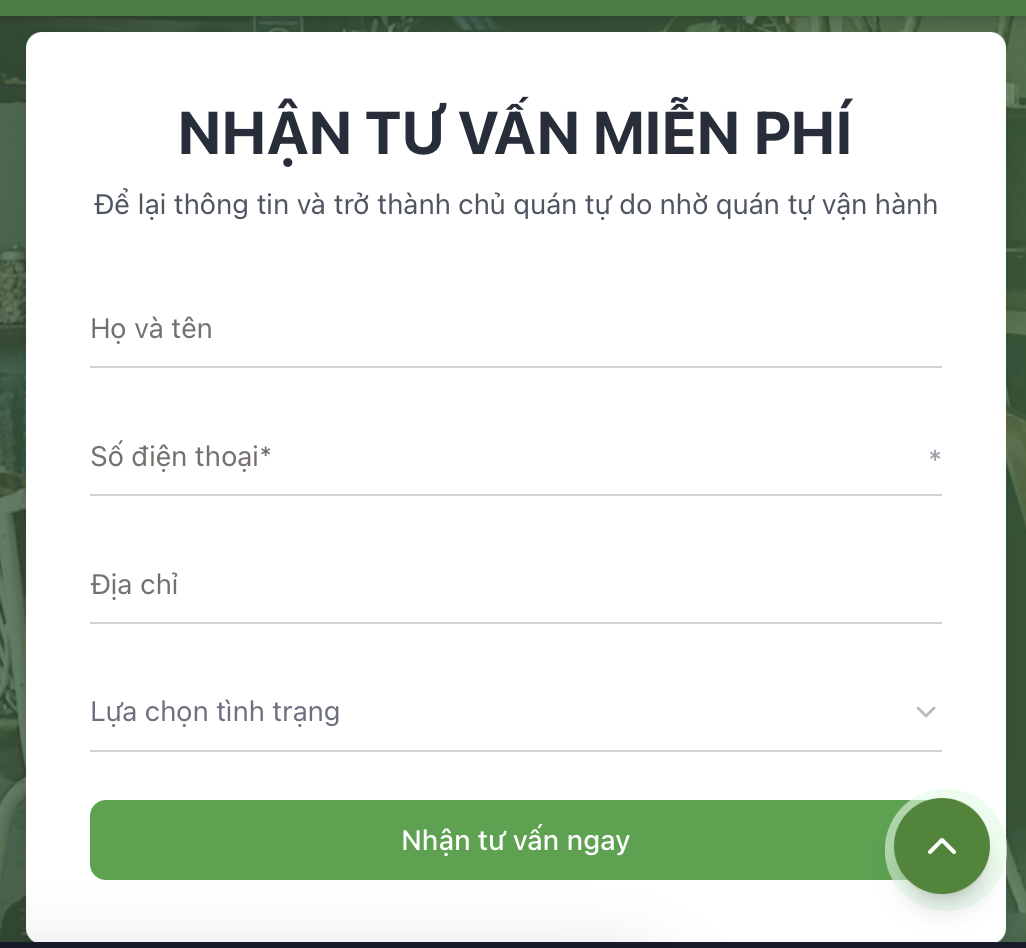 NHẬN TƯ VẤN MIỄN PHÍ
Để lại thông tin và trở thành chủ quán tự do nhờ quán tự vận hành
Họ và tên
Số điện thoại* *
Địa chỉ
Lựa chọn tình trạng
Nhận tư vấn ngay